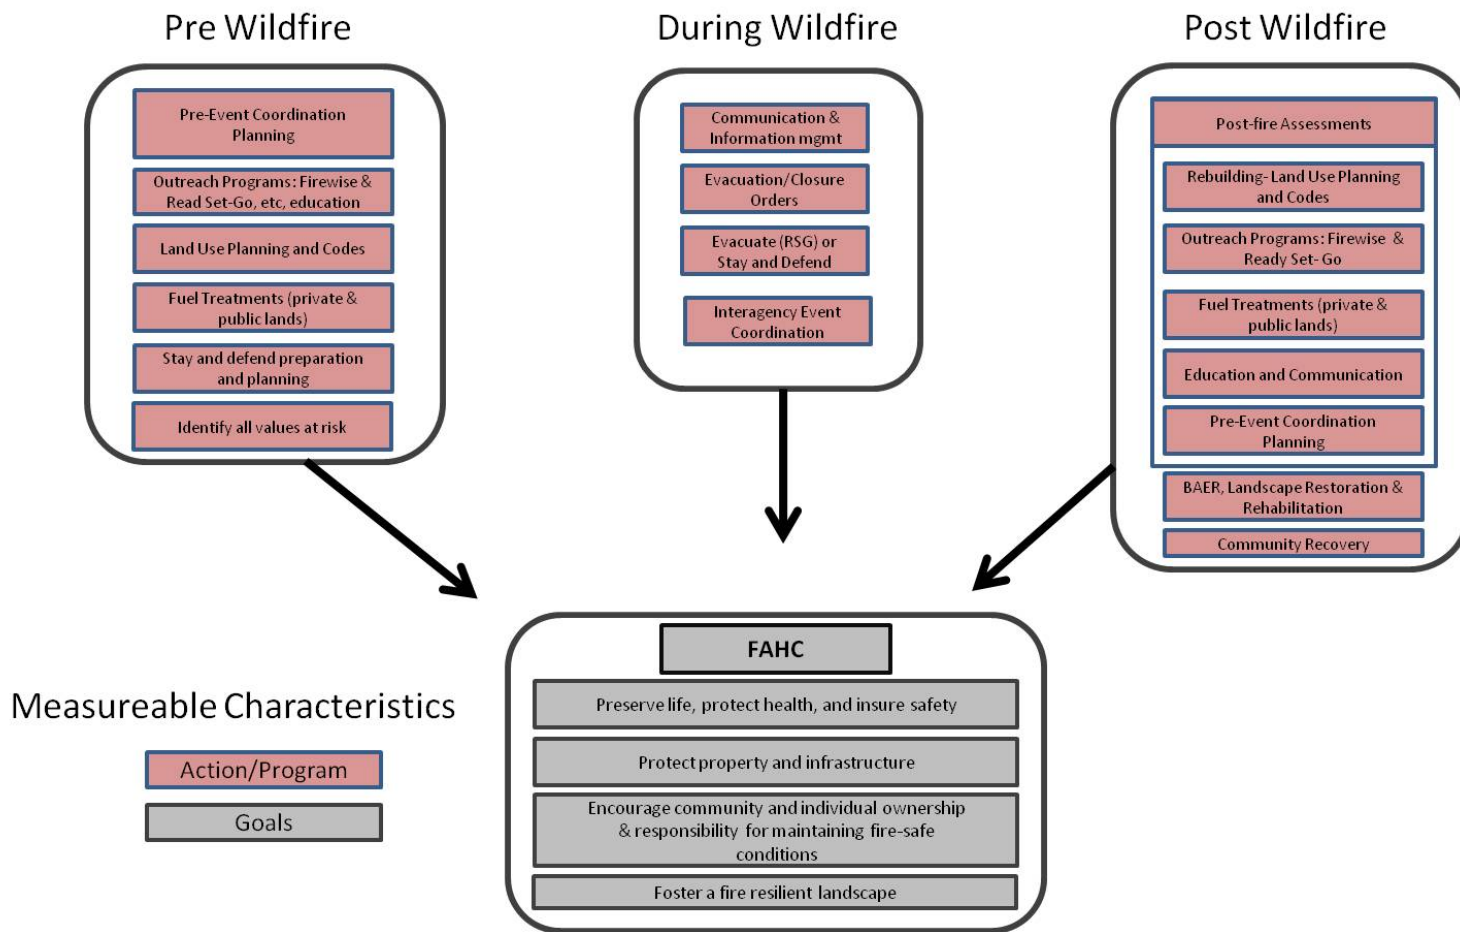 Pre Wildfire
Pre-Event Coordination
Planning
Outreach Programs: Firewise &
Read Set-Go, etc, education
Land Use Planning and Codes
Fuel Treatments (private &
public lands)
Stay and defend preparation
and planning
Identify all values at risk
During Wildfire
Communication &
Information mgmt
Evacuation/Closure
Orders
Evacuate (RSG) or
Stay and Defend
Interagency Event
Coordination
Post Wildfire
Post-fire Assessments
Rebuilding- Land Use Planning
and Codes
Outreach Programs: Firewise &
Ready Set- Go
Fuel Treatments (private &
public lands)
Education and Communication
Pre-Event Coordination
Planning
BAER, Landscape Restoration &
Rehabilitation
Community Recovery
FAHC
Preserve life, protect health, and insure safety
Protect property and infrastructure
Encourage community and individual ownership
& responsibility for maintaining fire-safe
conditions
Foster a fire resilient landscape
Measureable Characteristics
Action/Program
Goals